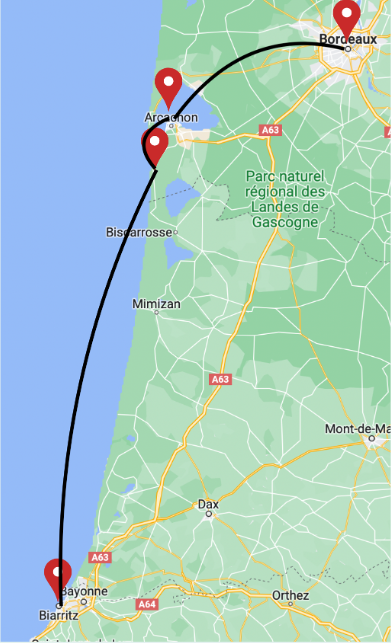 Bordeaux
Arcachon
A63
Parc naturel
régional des
Landes de
Gascogne
Biscarrosse
Mimizan
A63
Mont-de-Ma
Dax
A63
Bayonne
A64
Orthez
Biarritz